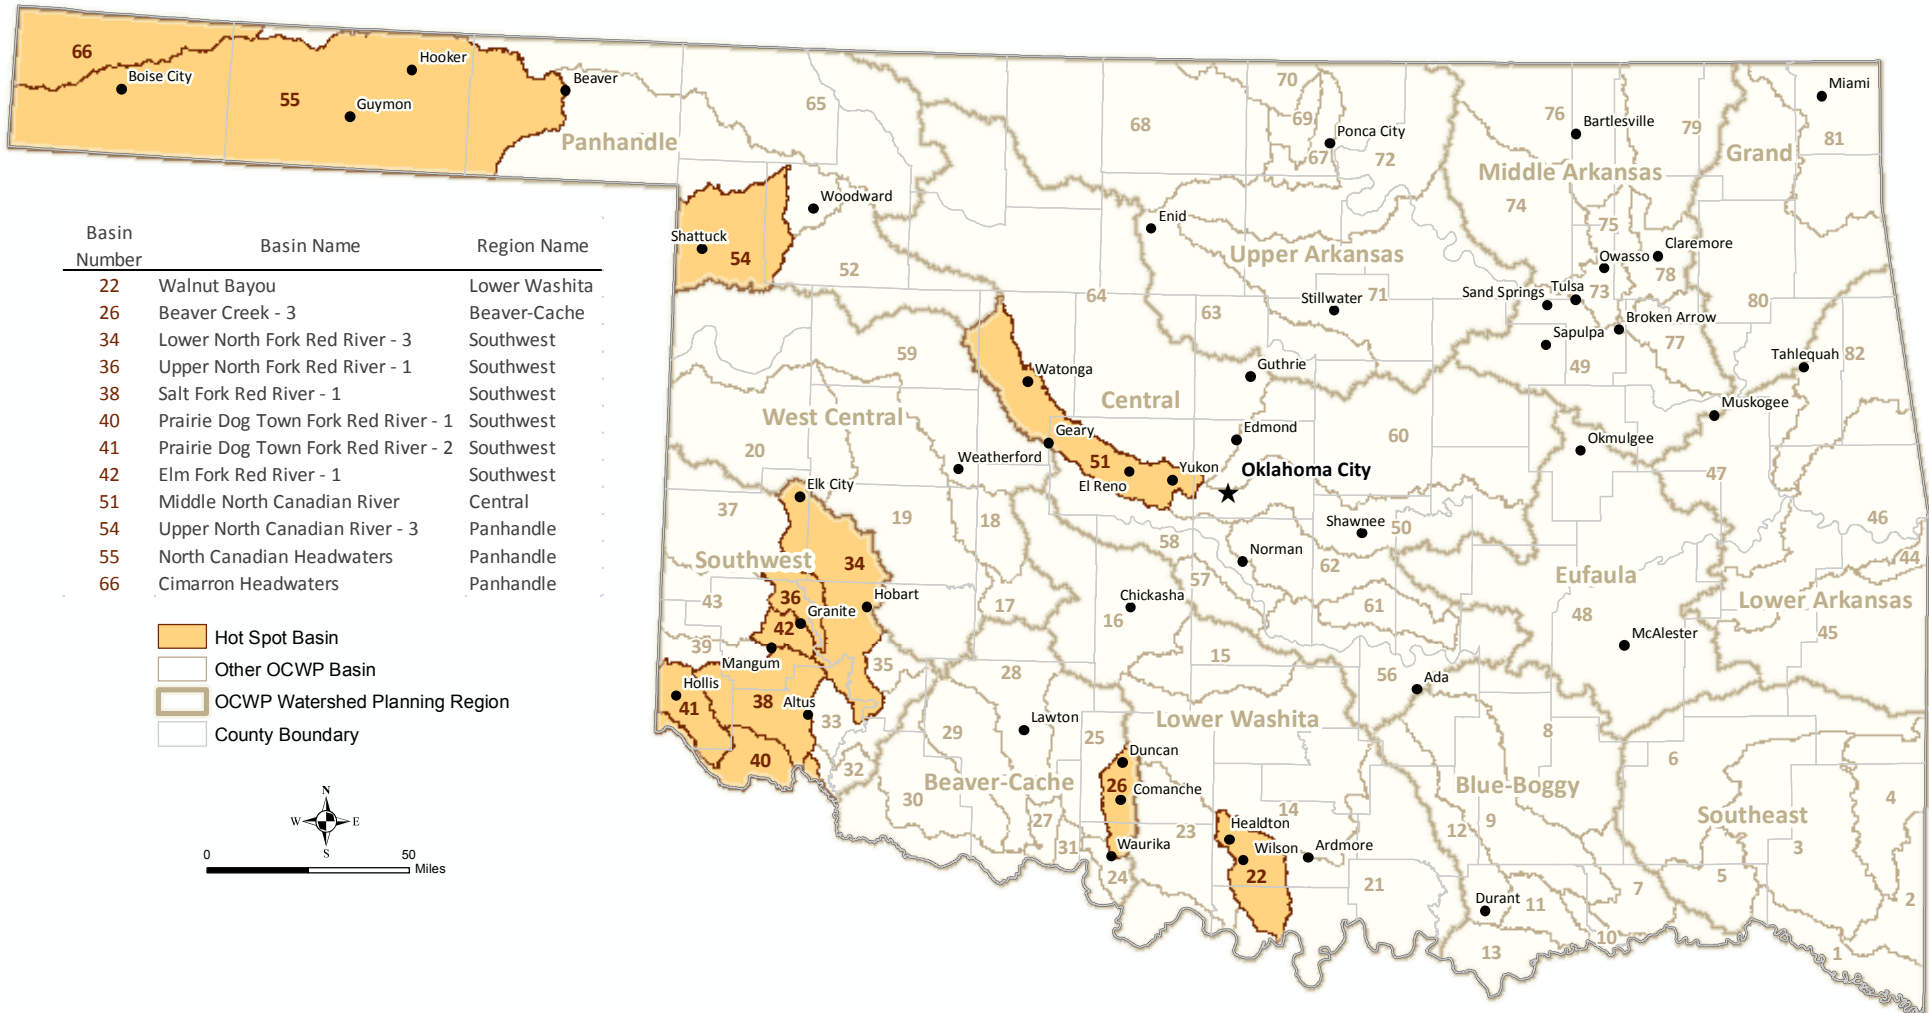 66
Boise City
Hooker
55
Guymon
Beaver
Panhandle
65
68
70
69
67
Ponca City
72
76
Bartlesville
79
Miami
81
Grand
Middle Arkansas
74
75
Claremore
Owasso
78
Tulsa
Sand Springs
73
Broken Arrow
Sapulpa
77
80
Tahlequah
82
49
Muskogee
Okmulgee
Woodward
Shattuck
54
52
Enid
Upper Arkansas
64
63
Stillwater
71
Basin
Number
Basin Name
Region Name
22 Walnut Bayou Lower Washita
26 Beaver Creek - 3 Beaver-Cache
34 Lower North Fork Red River - 3 Southwest
36 Upper North Fork Red River - 1 Southwest
38 Salt Fork Red River - 1 Southwest
40 Prairie Dog Town Fork Red River - 1 Southwest
41 Prairie Dog Town Fork Red River - 2 Southwest
42 Elm Fork Red River - 1 Southwest
51 Middle North Canadian River Central
54 Upper North Canadian River - 3 Panhandle
55 North Canadian Headwaters Panhandle
66 Cimarron Headwaters Panhandle
59
Watonga
Guthrie
Central
West Central
Geary
Edmond
60
20
Weatherford
51
Yukon
El Reno
Oklahoma City
Elk City
37
19
18
Shawnee
50
47
46
44
58
Norman
62
Southwest
34
57
Eufaula
Lower Arkansas
43
36
Granite
Hobart
17
Chickasha
16
61
48
45
42
McAlester
39
Mangum
35
15
28
56
Ada
Hollis
41
38
Altus
33
Lawton
29
25
Lower Washita
8
6
Duncan
40
32
Beaver-Cache
26
Comanche
Blue-Boggy
Southeast
4
30
27
14
23
Healdton
12
9
3
31
Waurika
Wilson
Ardmore
24
22
21
7
5
2
Durant
11
10
13
1
Hot Spot Basin
Other OCWP Basin
OCWP Watershed Planning Region
County Boundary
N
W E
S
0 50
Miles